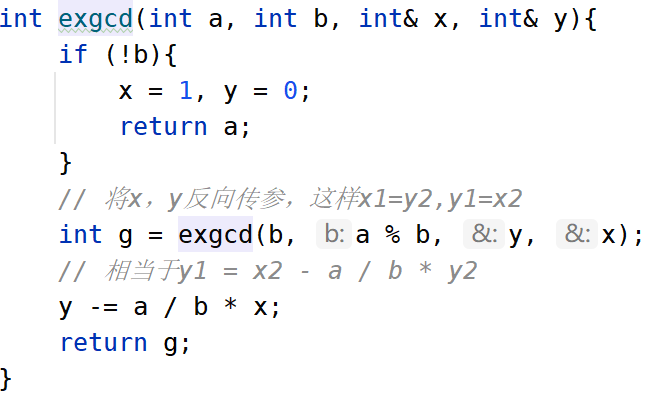 int exgcd(int a, int b, int& x, int& y){
    if (!b){
        x = 1, y = 0;
        return a;
    }
    // 将x，y反向传参，这样x1=y2,y1=x2
    int g = exgcd(b, b: a % b, &: y, &: x);
    // 相当于y1 = x2 - a / b * y2
    y -= a / b * x;
    return g;
}